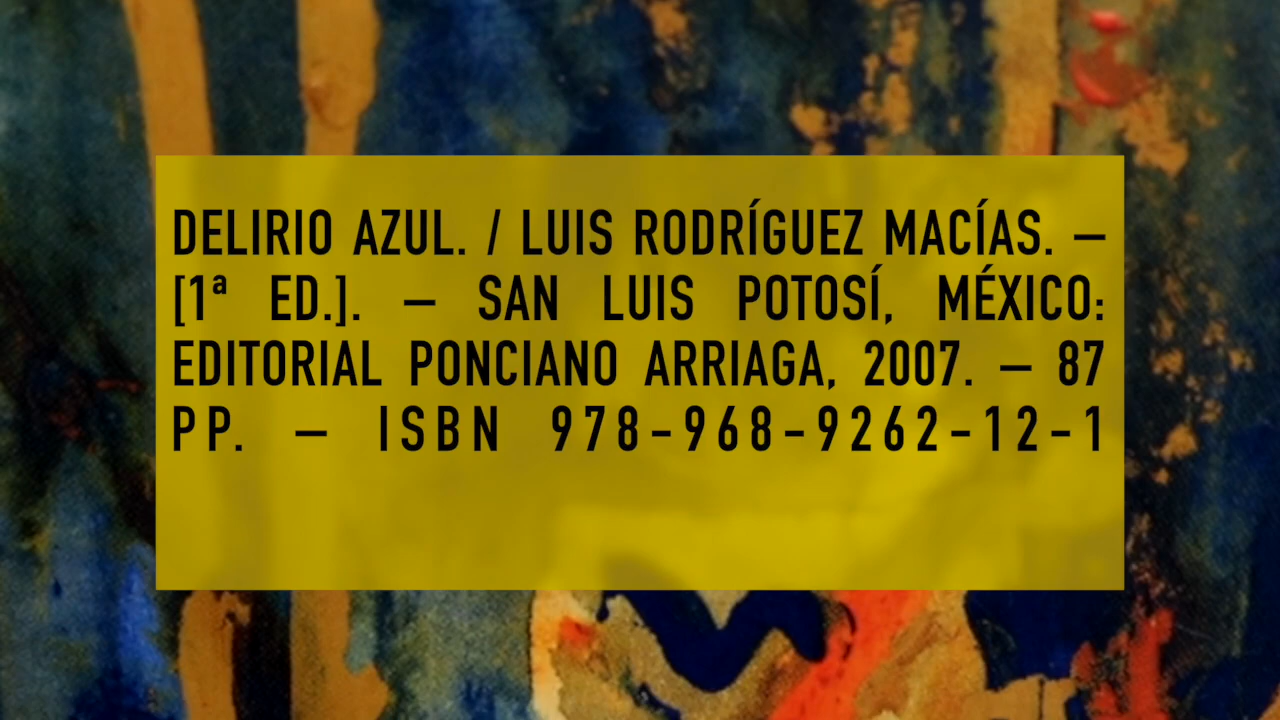 DELIRIO AZUL. / LUIS RODRÍGUEZ MACÍAS. –
[1ª ED.]. – SAN LUIS POTOSÍ, MÉXICO:
EDITORIAL PONCIANO ARRIAGA, 2007. – 87
PP. – ISBN 978-968-9262-12-1